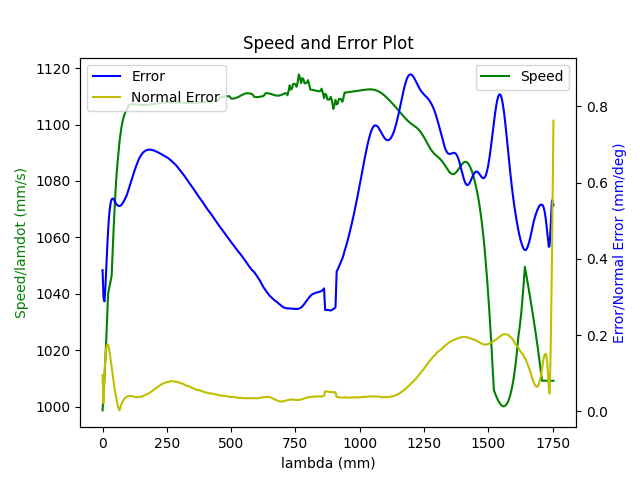 Speed and Error Plot
Error
Normal Error
Speed
1120
1100
1080
1060
1040
1020
1000
Speed/lamdot (mm/s)
0.8
0.6
0.4
0.2
0.0
Error/Normal Error (mm/deg)
0 250 500 750 1000 1250 1500 1750
lambda (mm)